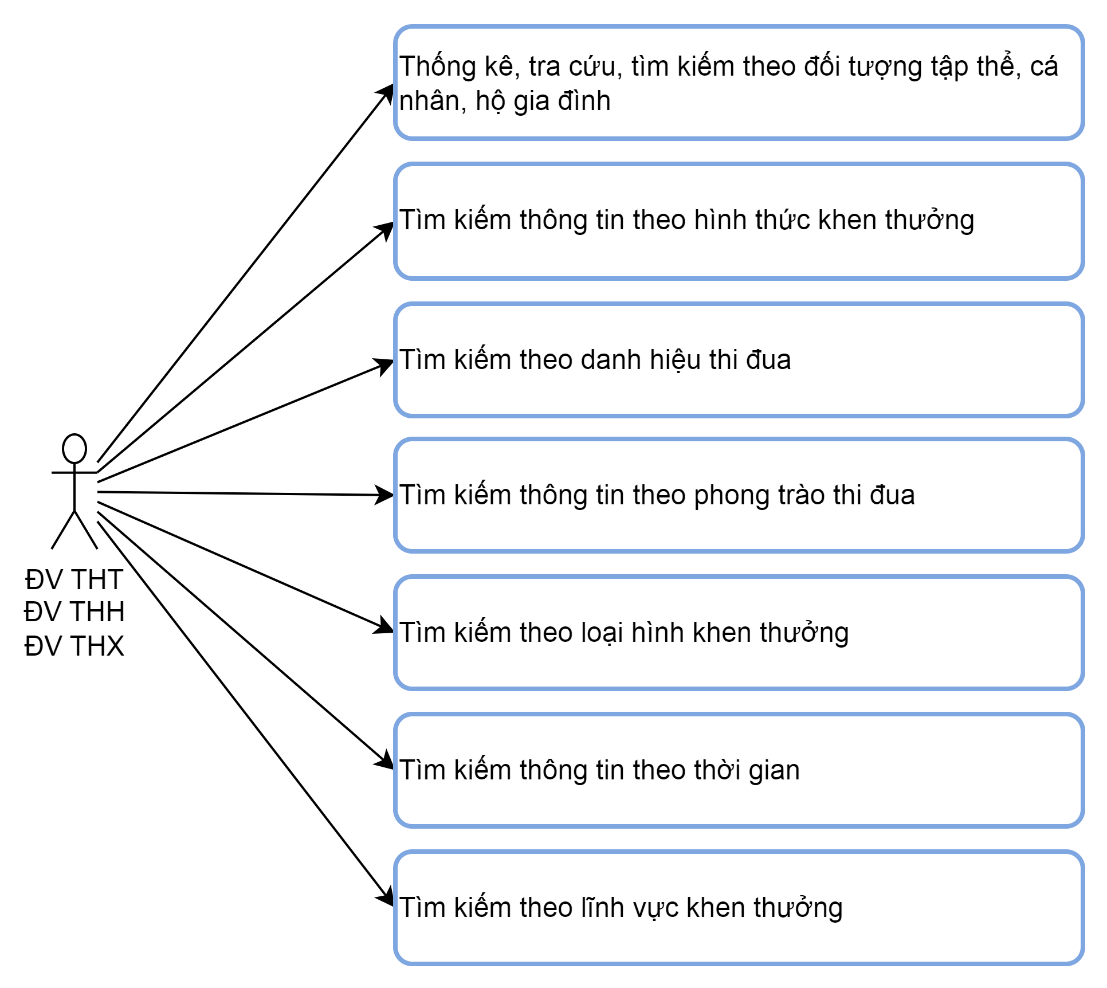 Thống kê, tra cứu, tìm kiếm theo đối tượng tập thể, cá
nhân, hộ gia đình
Tìm kiếm thông tin theo hình thức khen thưởng
Tìm kiếm theo danh hiệu thi đua
Tìm kiếm thông tin theo phong trào thi đua
Tìm kiếm theo loại hình khen thưởng
Tìm kiếm thông tin theo thời gian
Tìm kiếm theo lĩnh vực khen thưởng
ĐV THT
ĐV THH
ĐV THX